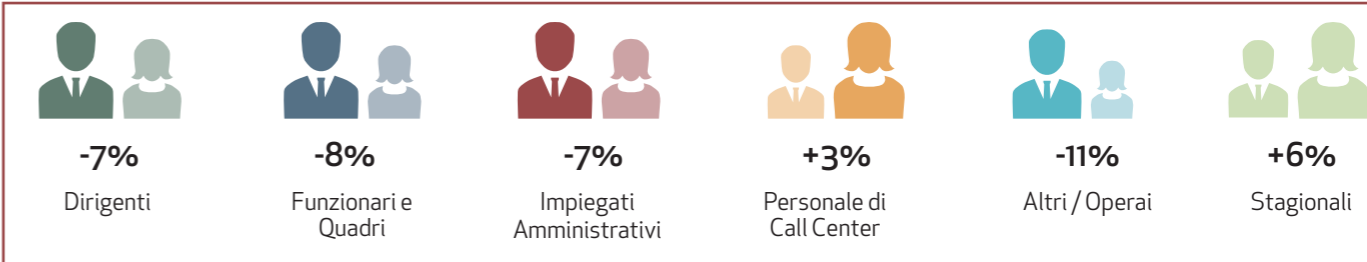 -7%
Dirigenti
-8%
Funzionari e
Quadri
-7%
Impiegati
Amministrativi
+3%
Personale di
Call Center
-11%
Altri / Operai
+6%
Stagionali